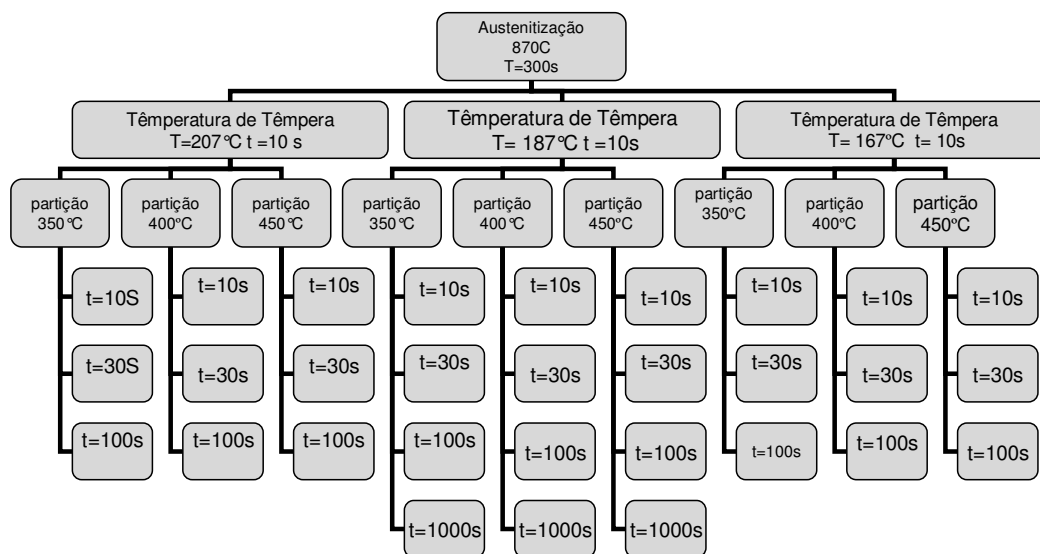 Austenitização
870C
T=300s
Têmperatura de Têmpera
T=207°C t =10 s
Têmperatura de Têmpera
T= 187°C t =10s
Têmperatura de Têmpera
T= 167ºC t= 10s
partição
350°C
partição
400ºC
partição
450°C
partição
350°C
partição
400°C
partição
450ºC
partição
350ºC
partição
400ºC
partição
450ºC
t=10S
t=10s
t=10s
t=10s
t=10s
t=10s
t=10s
t=10s
t=10s
t=30S
t=30s
t=30s
t=30s
t=30s
t=30s
t=30s
t=30s
t=30s
t=100s
t=100s
t=100s
t=100s
t=100s
t=100s
t=100s
t=100s
t=100s
t=1000s
t=1000s
t=1000s